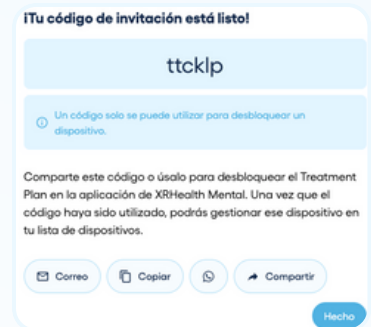 ¡Tu código de invitación está listo!
ttcklp
Un código solo se puede utilizar para desbloquear un
dispositivo.
Comparte este código o úsalo para desbloquear el Treatment
Plan en la aplicación de XRHealth Mental. Una vez que el
código haya sido utilizado, podrás gestionar ese dispositivo en
tu lista de dispositivos.
Correo
Copiar
Compartir
Hecho